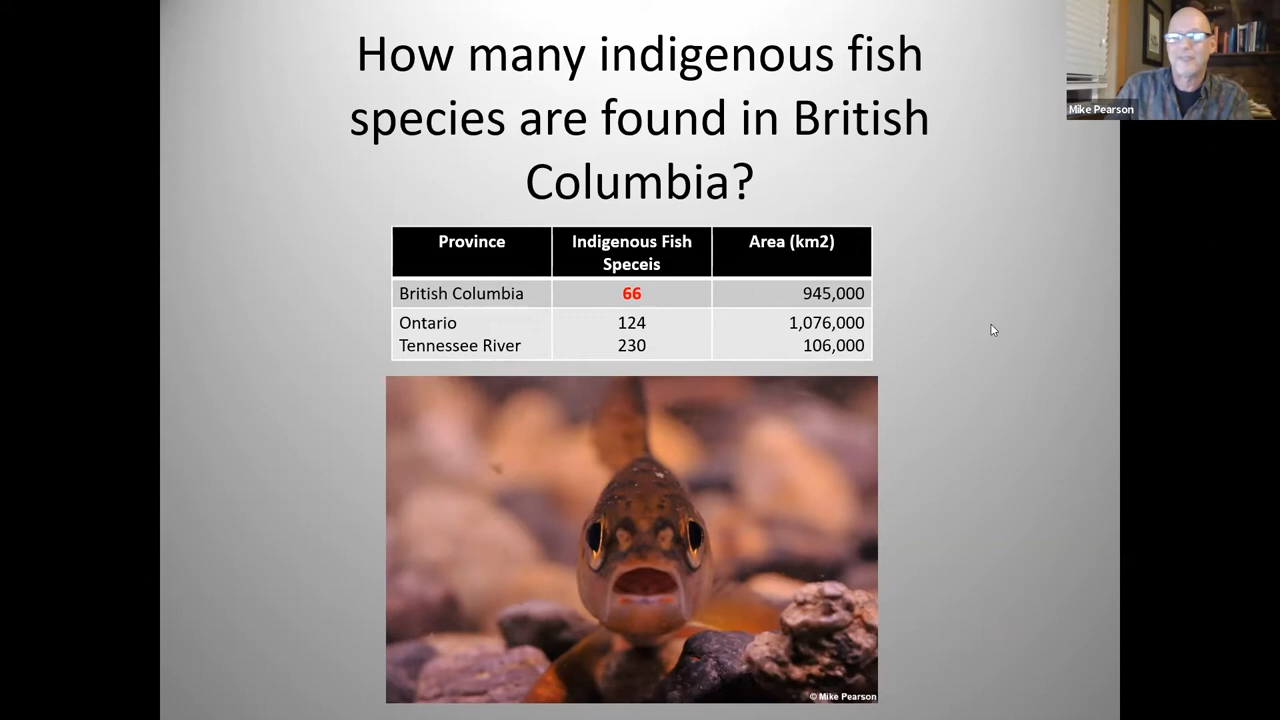 How many indigenous fish
species are found in British
Columbia?
Mike Pearson
Province
Indigenous Fish
Speceis
Area (km2)
British Columbia 66 945,000
Ontario 124 1,076,000
Tennessee River 230 106,000
© Mike Pearson